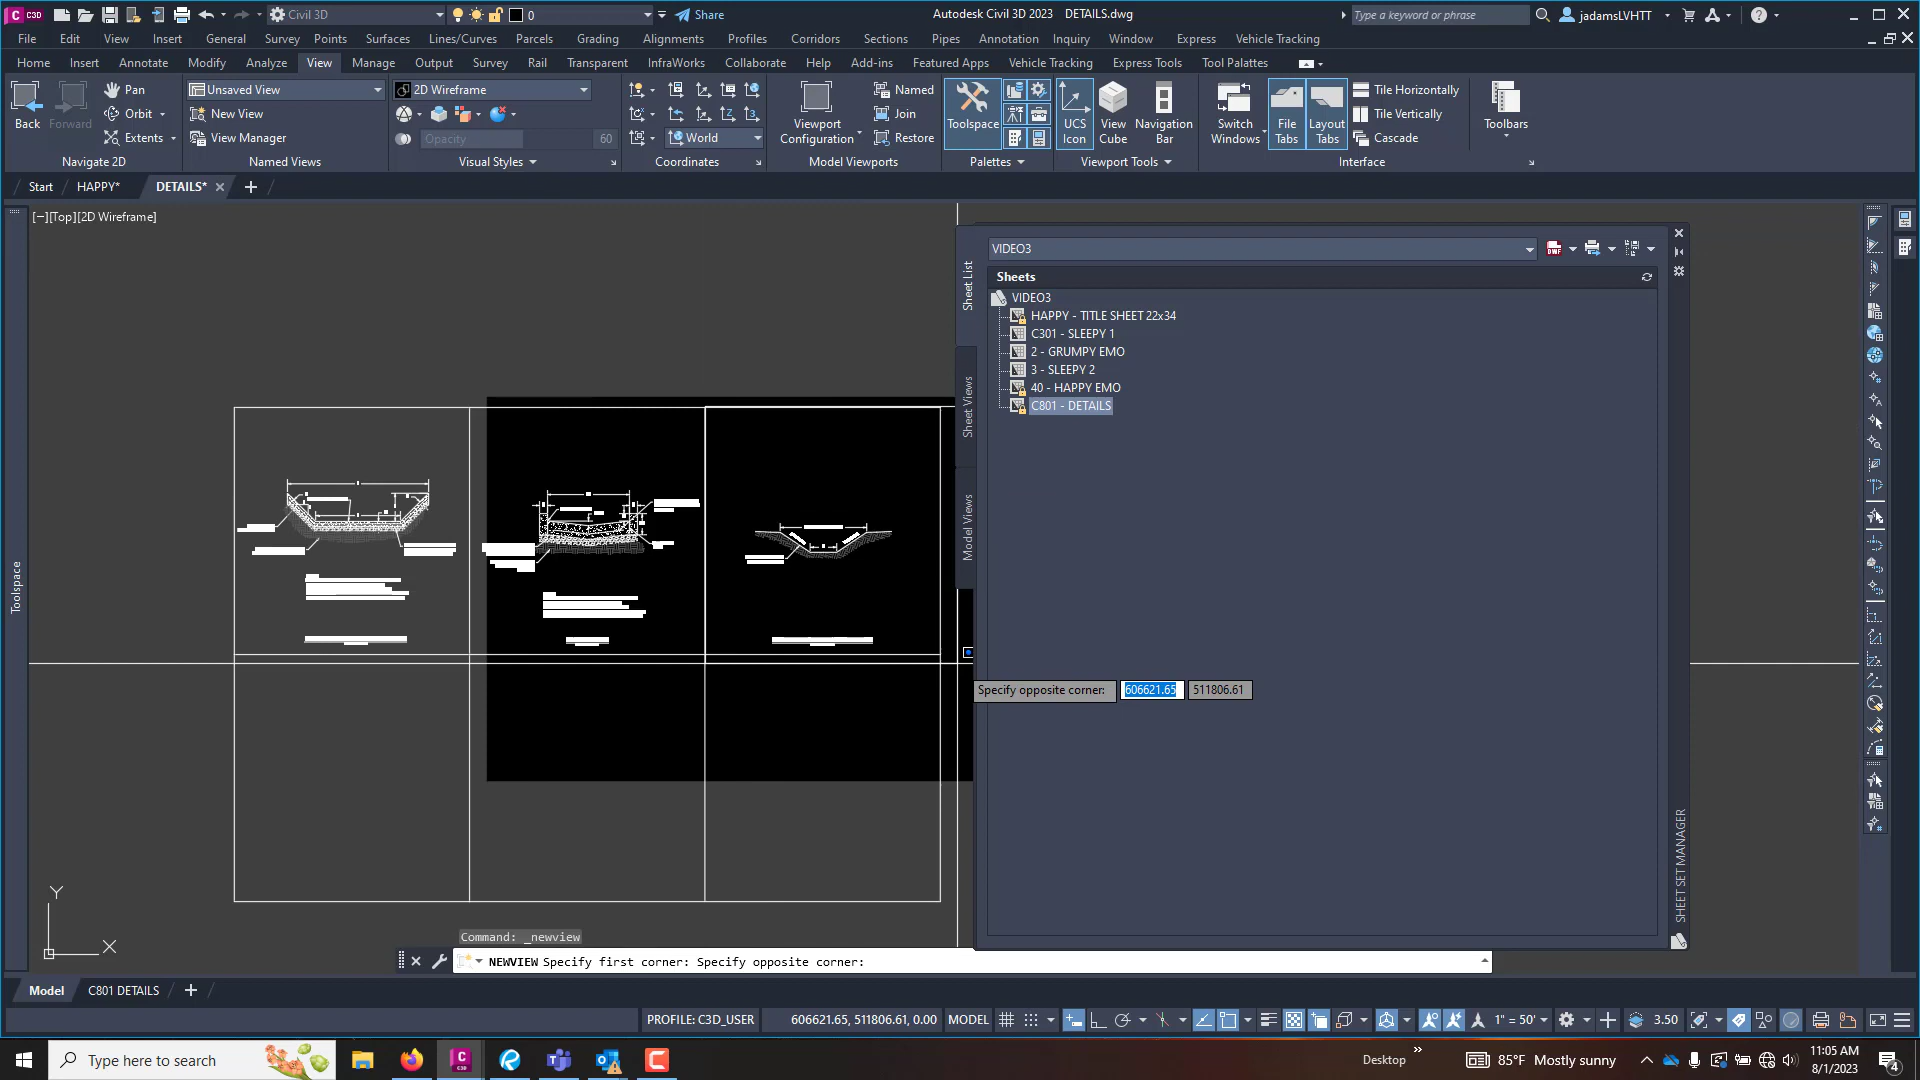 C3D Civil 3D 0 Share Autodesk Civil 3D 2023 DETAILS.dwg Type a keyword or phrase jadamsLVHTT
File Edit View Insert General Survey Points Surfaces Lines/Curves Parcels Grading Alignments Profiles Corridors Sections Pipes Annotation Inquiry Window Express Vehicle Tracking
Home Insert Annotate Modify Analyze View Manage Output Survey Rail Transparent InfraWorks Collaborate Help Add-ins Featured Apps Vehicle Tracking Express Tools Tool Palettes
Back Forward
Pan
Orbit
Extents
Navigate 2D
Unsaved View
New View
View Manager
Named Views
2D Wireframe
Opacity 60
Visual Styles
World
Coordinates
Viewport
Configuration
Named
Join
Restore
Model Viewports
Toolspace
Palettes
UCS
Icon
View
Cube
Navigation
Bar
Viewport Tools
Switch
Windows
File
Tabs
Layout
Tabs
Tile Horizontally
Tile Vertically
Cascade
Interface
Toolbars
Start HAPPY* DETAILS*
[−][Top][2D Wireframe]
Toolspace
Sheet List
Sheet Views
Model Views
VIDEO3
DWF
Sheets
VIDEO3
HAPPY - TITLE SHEET 22x34
C301 - SLEEPY 1
2 - GRUMPY EMO
3 - SLEEPY 2
40 - HAPPY EMO
C801 - DETAILS
SHEET SET MANAGER
Specify opposite corner: 606621.65 511806.61
Y
X
Command: _newview
NEWVIEW Specify first corner: Specify opposite corner:
Model C801 DETAILS
PROFILE: C3D_USER 606621.65, 511806.61, 0.00 MODEL 1" = 50' 3.50
Type here to search
Desktop
85°F Mostly sunny
11:05 AM
8/1/2023
4